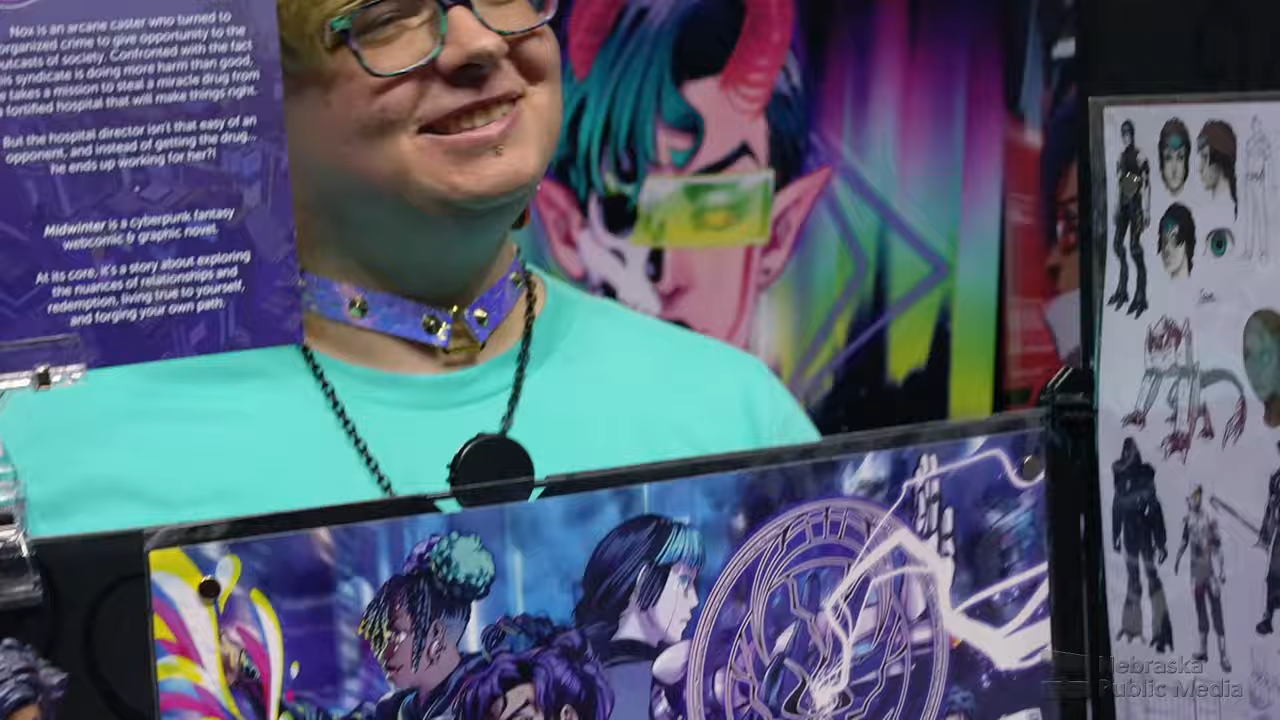 Nox is an arcane caster who turned to
organized crime to give opportunity to the
outcasts of society. Confronted with the fact
his syndicate is doing more harm than good,
he takes a mission to steal a miracle drug from
a fortified hospital that will make things right.
But the hospital director isn't that easy of an
opponent, and instead of getting the drug...
he ends up working for her?!
Midwinter is a cyberpunk fantasy
webcomic & graphic novel.
At its core, it's a story about exploring
the nuances of relationships and
redemption, living true to yourself,
and forging your own path.
Nebraska
Public Media